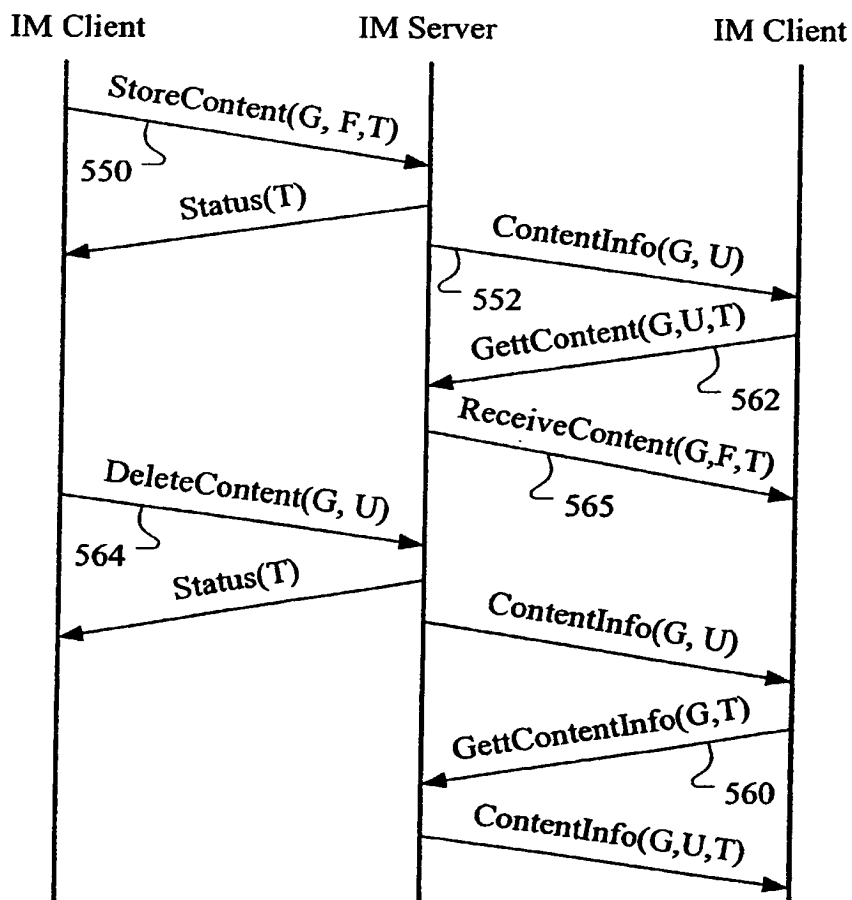 IM Client
IM Server
IM Client
StoreContent(G, F,T)
550
Status(T)
ContentInfo(G, U)
552
GettContent(G,U,T)
562
ReceiveContent(G,F,T)
565
DeleteContent(G, U)
564
Status(T)
ContentInfo(G, U)
GettContentInfo(G,T)
560
ContentInfo(G,U,T)